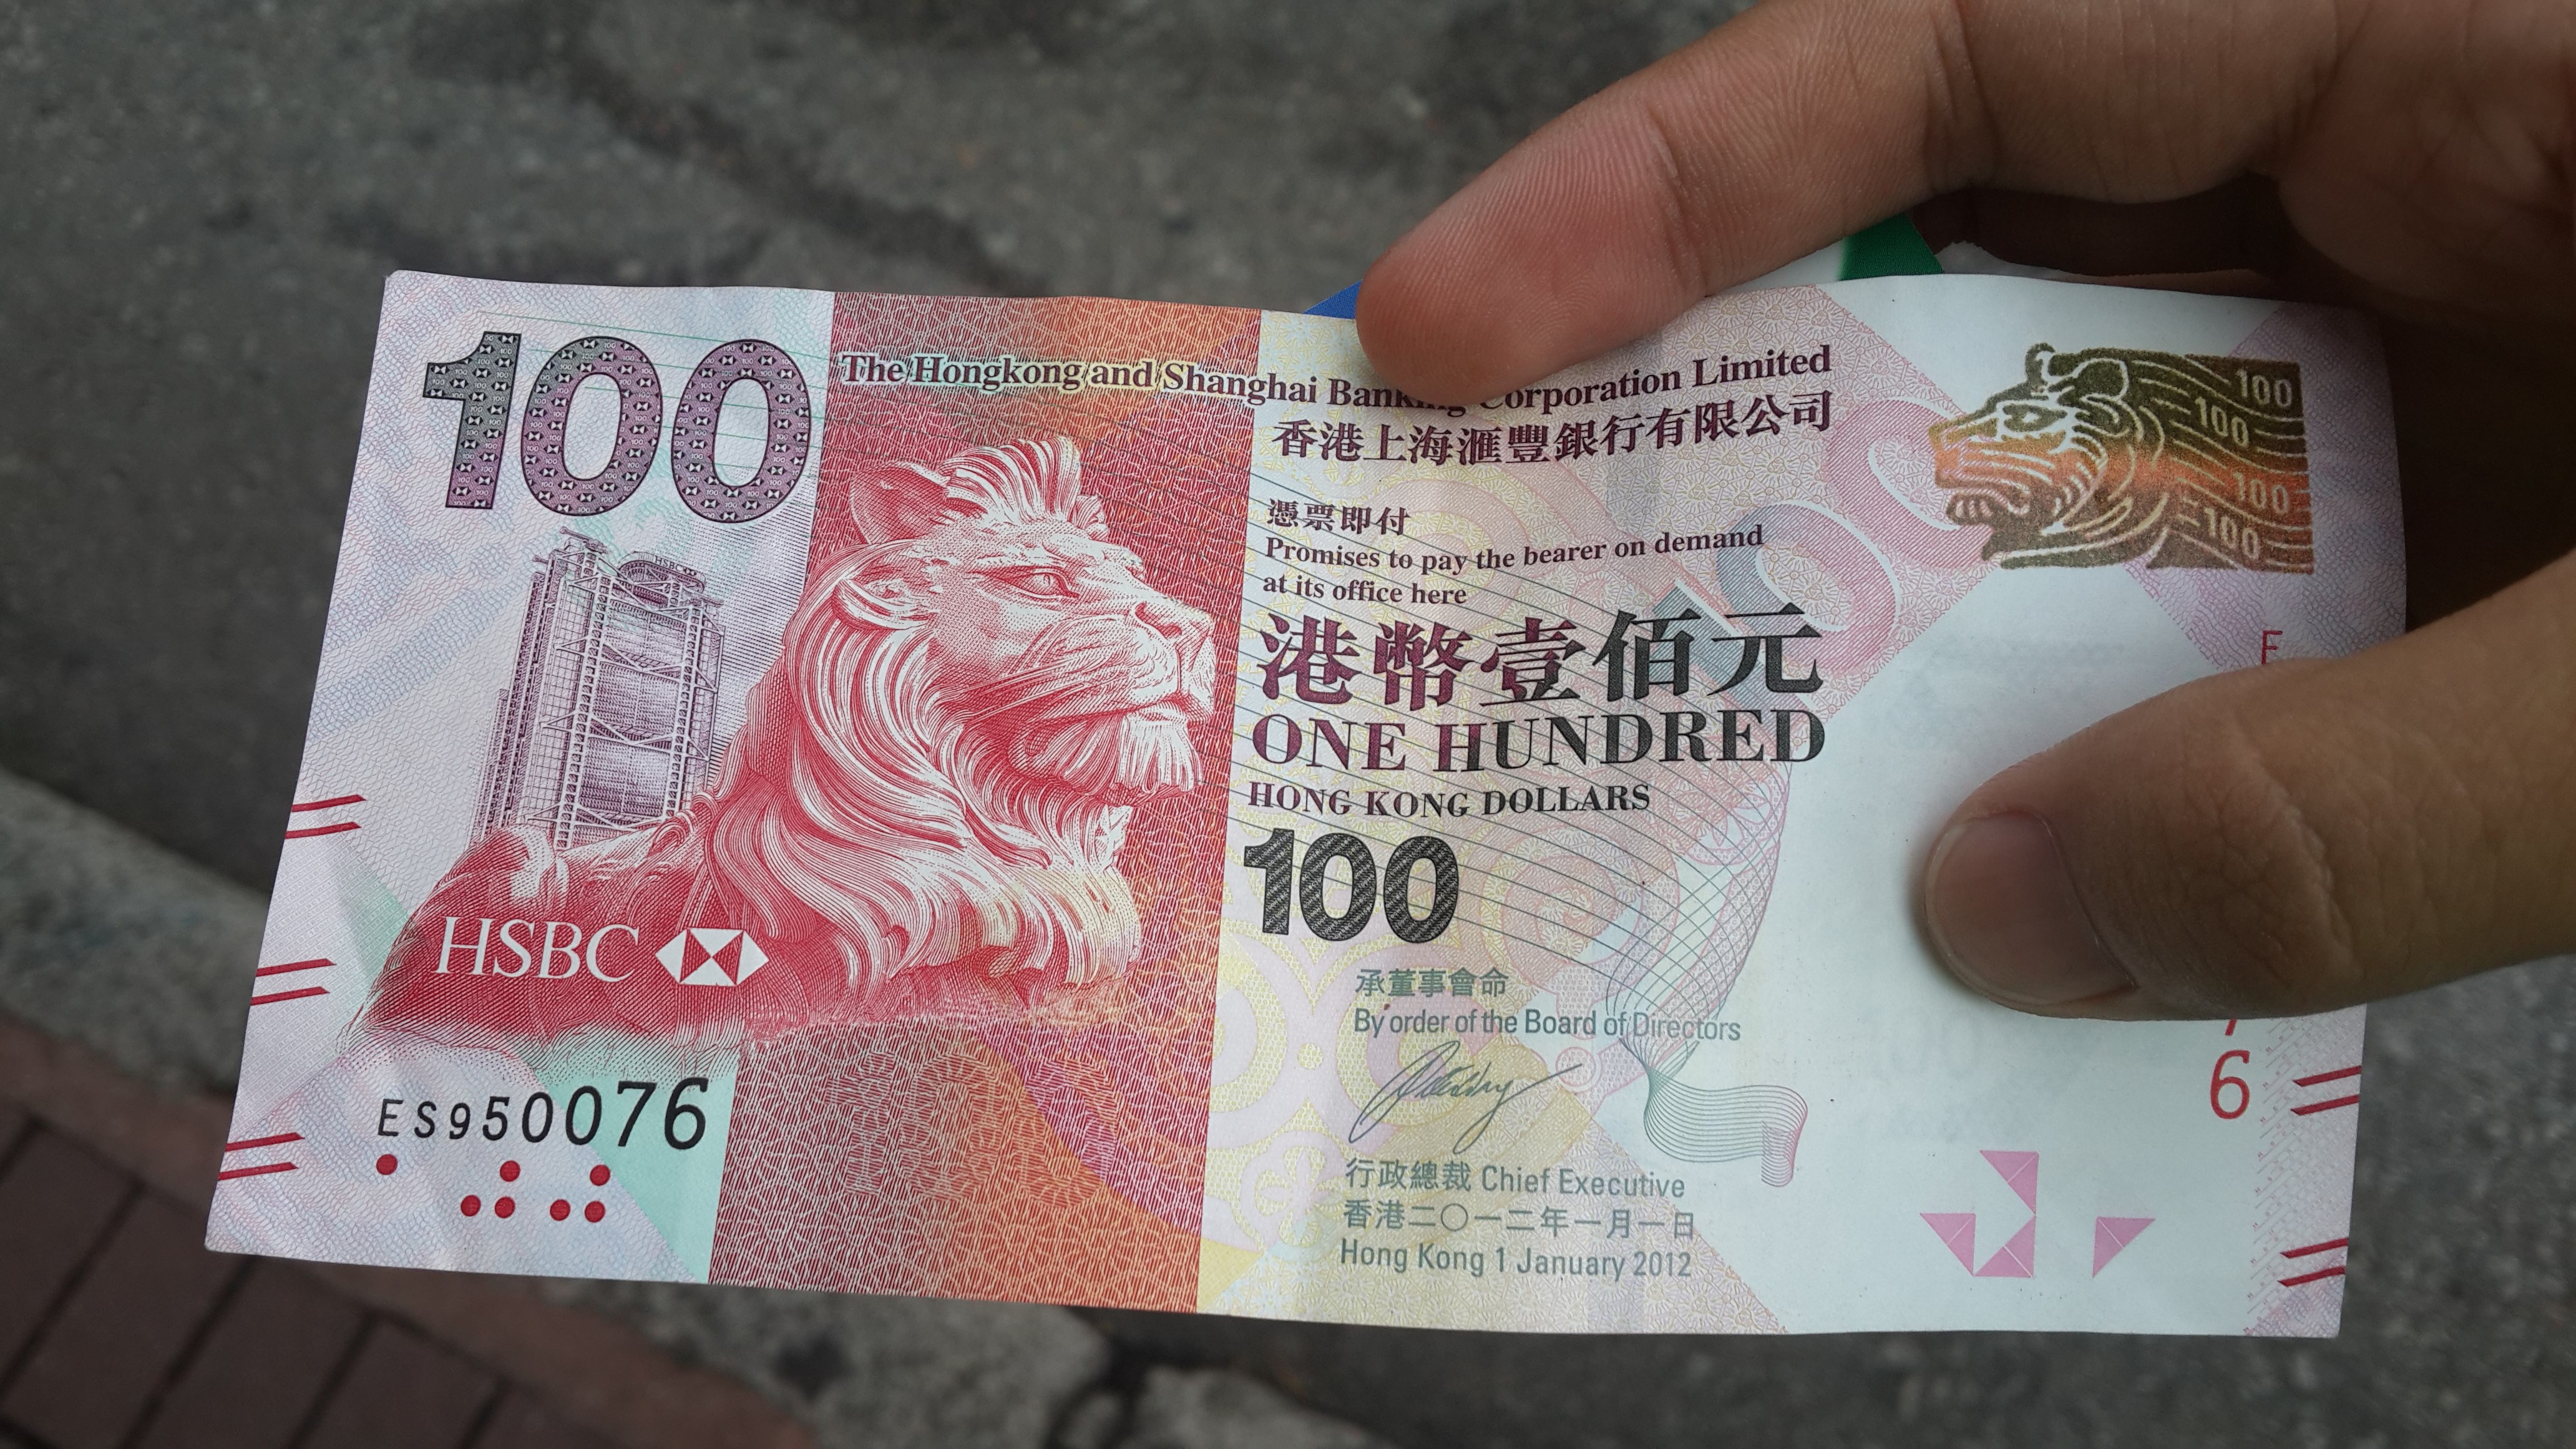 100
The Hongkong and Shanghai Banking Corporation Limited
香港上海滙豐銀行有限公司
100
100
100
100
憑票即付
Promises to pay the bearer on demand
at its office here
HSBC
港幣壹佰元
ONE HUNDRED
HONG KONG DOLLARS
100
HSBC
承董事會命
By order of the Board of Directors
ES950076
行政總裁 Chief Executive
香港二〇一二年一月一日
Hong Kong 1 January 2012
6